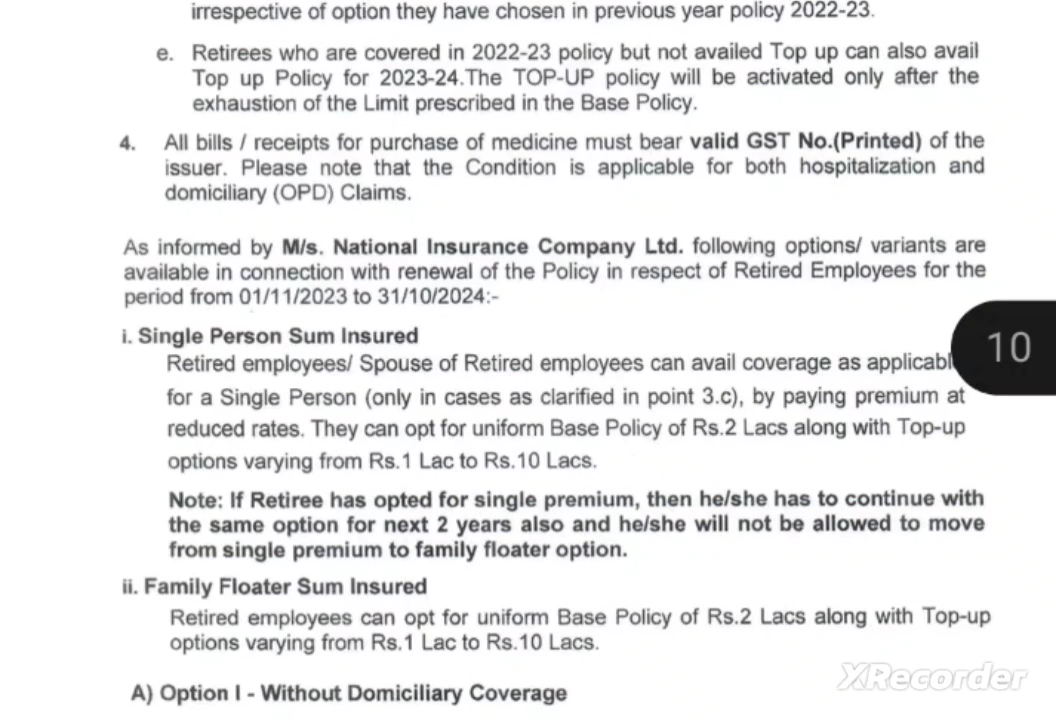 irrespective of option they have chosen in previous year policy 2022-23.
e. Retirees who are covered in 2022-23 policy but not availed Top up can also avail
Top up Policy for 2023-24.The TOP-UP policy will be activated only after the
exhaustion of the Limit prescribed in the Base Policy.
4. All bills / receipts for purchase of medicine must bear valid GST No.(Printed) of the
issuer. Please note that the Condition is applicable for both hospitalization and
domiciliary (OPD) Claims.
As informed by M/s. National Insurance Company Ltd. following options/ variants are
available in connection with renewal of the Policy in respect of Retired Employees for the
period from 01/11/2023 to 31/10/2024:-
i. Single Person Sum Insured
Retired employees/ Spouse of Retired employees can avail coverage as applicabl
10
for a Single Person (only in cases as clarified in point 3.c), by paying premium at
reduced rates. They can opt for uniform Base Policy of Rs.2 Lacs along with Top-up
options varying from Rs.1 Lac to Rs.10 Lacs.
Note: If Retiree has opted for single premium, then he/she has to continue with
the same option for next 2 years also and he/she will not be allowed to move
from single premium to family floater option.
ii. Family Floater Sum Insured
Retired employees can opt for uniform Base Policy of Rs.2 Lacs along with Top-up
options varying from Rs.1 Lac to Rs.10 Lacs.
A) Option I - Without Domiciliary Coverage
XRecorder